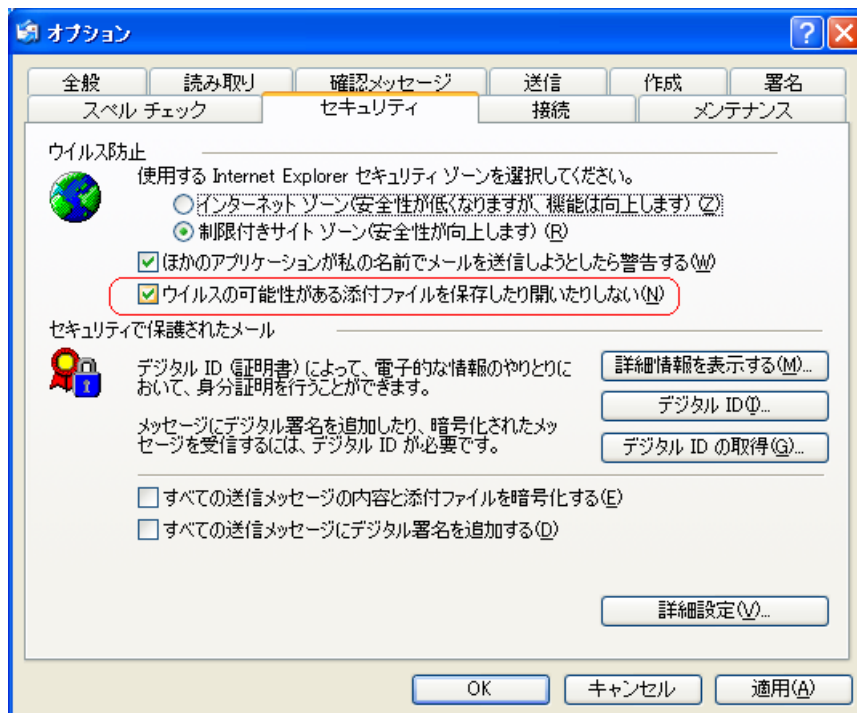 オプション
全般 読み取り 確認メッセージ 送信 作成 署名
スペル チェック セキュリティ 接続 メンテナンス
ウイルス防止
使用する Internet Explorer セキュリティ ゾーンを選択してください。
インターネット ゾーン(安全性が低くなりますが、機能は向上します) (Z)
制限付きサイト ゾーン(安全性が向上します) (R)
ほかのアプリケーションが私の名前でメールを送信しようとしたら警告する(W)
ウイルスの可能性がある添付ファイルを保存したり開いたりしない(N)
セキュリティで保護されたメール
デジタル ID (証明書) によって、電子的な情報のやりとりに
おいて、身分証明を行うことができます。
詳細情報を表示する(M)...
デジタル ID(I)...
メッセージにデジタル署名を追加したり、暗号化されたメッ
セージを受信するには、デジタル ID が必要です。
デジタル ID の取得(G)...
すべての送信メッセージの内容と添付ファイルを暗号化する(E)
すべての送信メッセージにデジタル署名を追加する(D)
詳細設定(V)...
OK キャンセル 適用(A)